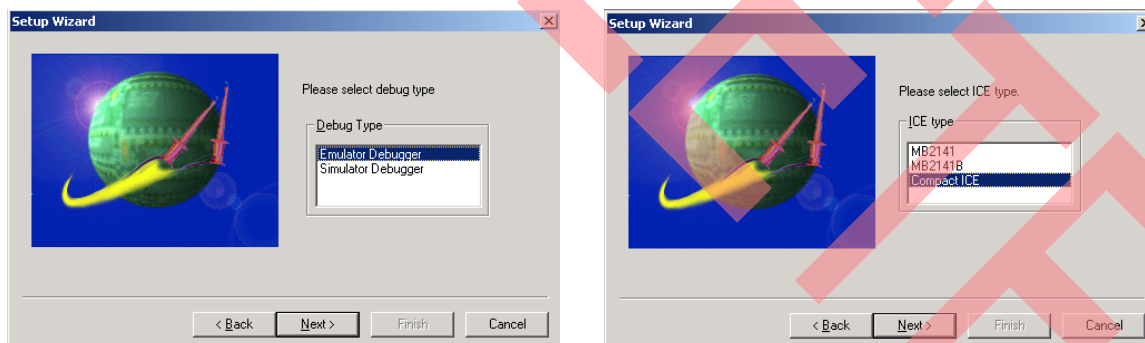 Setup Wizard
Please select debug type
Debug Type
Emulator Debugger
Simulator Debugger
< Back
Next >
Finish
Cancel
Setup Wizard
Please select ICE type.
ICE type
MB2141
MB2141B
Compact ICE
< Back
Next >
Finish
Cancel